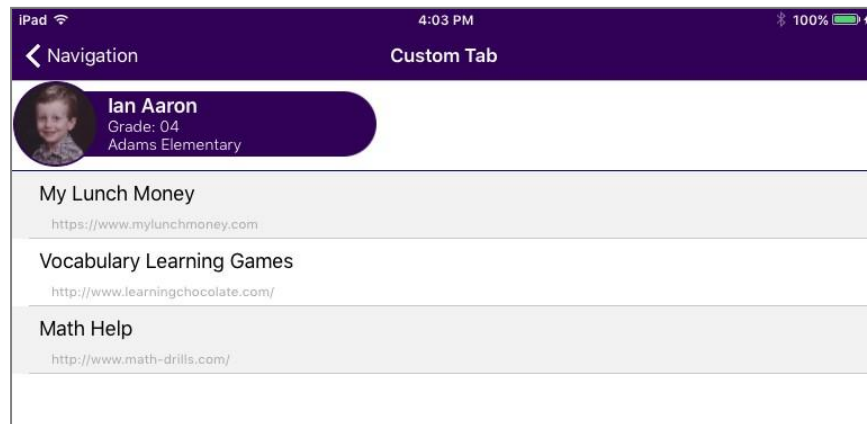 iPad 4:03 PM 100%
Navigation Custom Tab
Ian Aaron
Grade: 04
Adams Elementary
My Lunch Money
https://www.mylunchmoney.com
Vocabulary Learning Games
http://www.learningchocolate.com/
Math Help
http://www.math-drills.com/